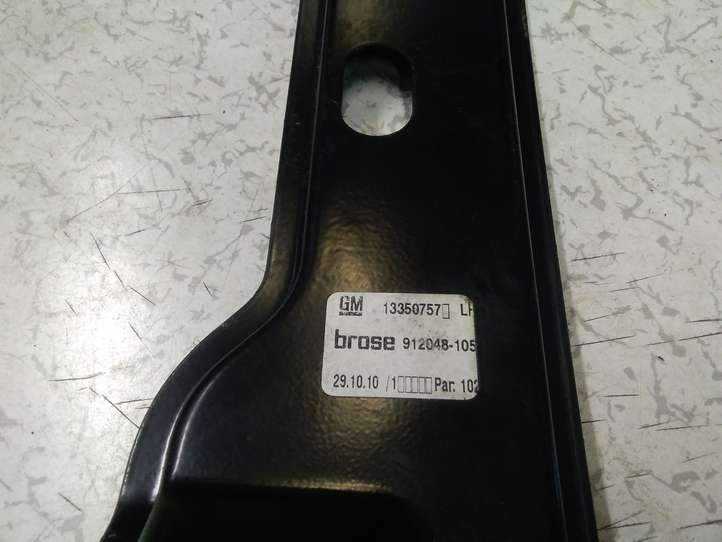 GM 13350757▯ LH
brose 912048-105
29.10.10 /1▯▯▯▯▯ Par. 102